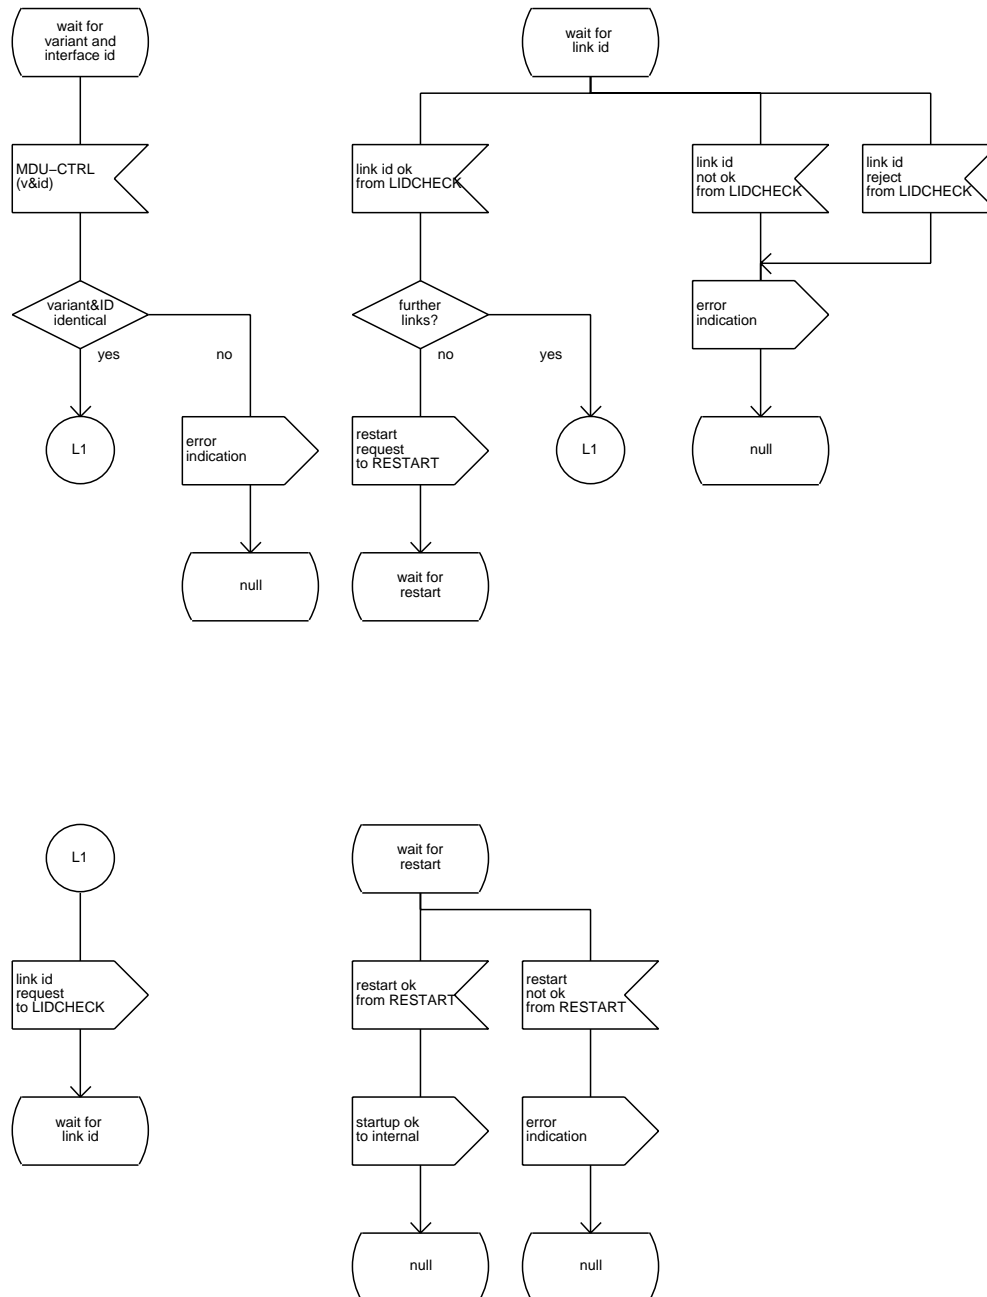 wait for
variant and
interface id
MDU−CTRL
(v&id)
variant&ID
identical
yes
no
L1
error
indication
null
wait for
link id
link id ok
from LIDCHECK
link id
not ok
from LIDCHECK
link id
reject
from LIDCHECK
further
links?
no
yes
error
indication
restart
request
to RESTART
L1
null
wait for
restart
L1
link id
request
to LIDCHECK
wait for
link id
wait for
restart
restart ok
from RESTART
restart
not ok
from RESTART
startup ok
to internal
error
indication
null
null